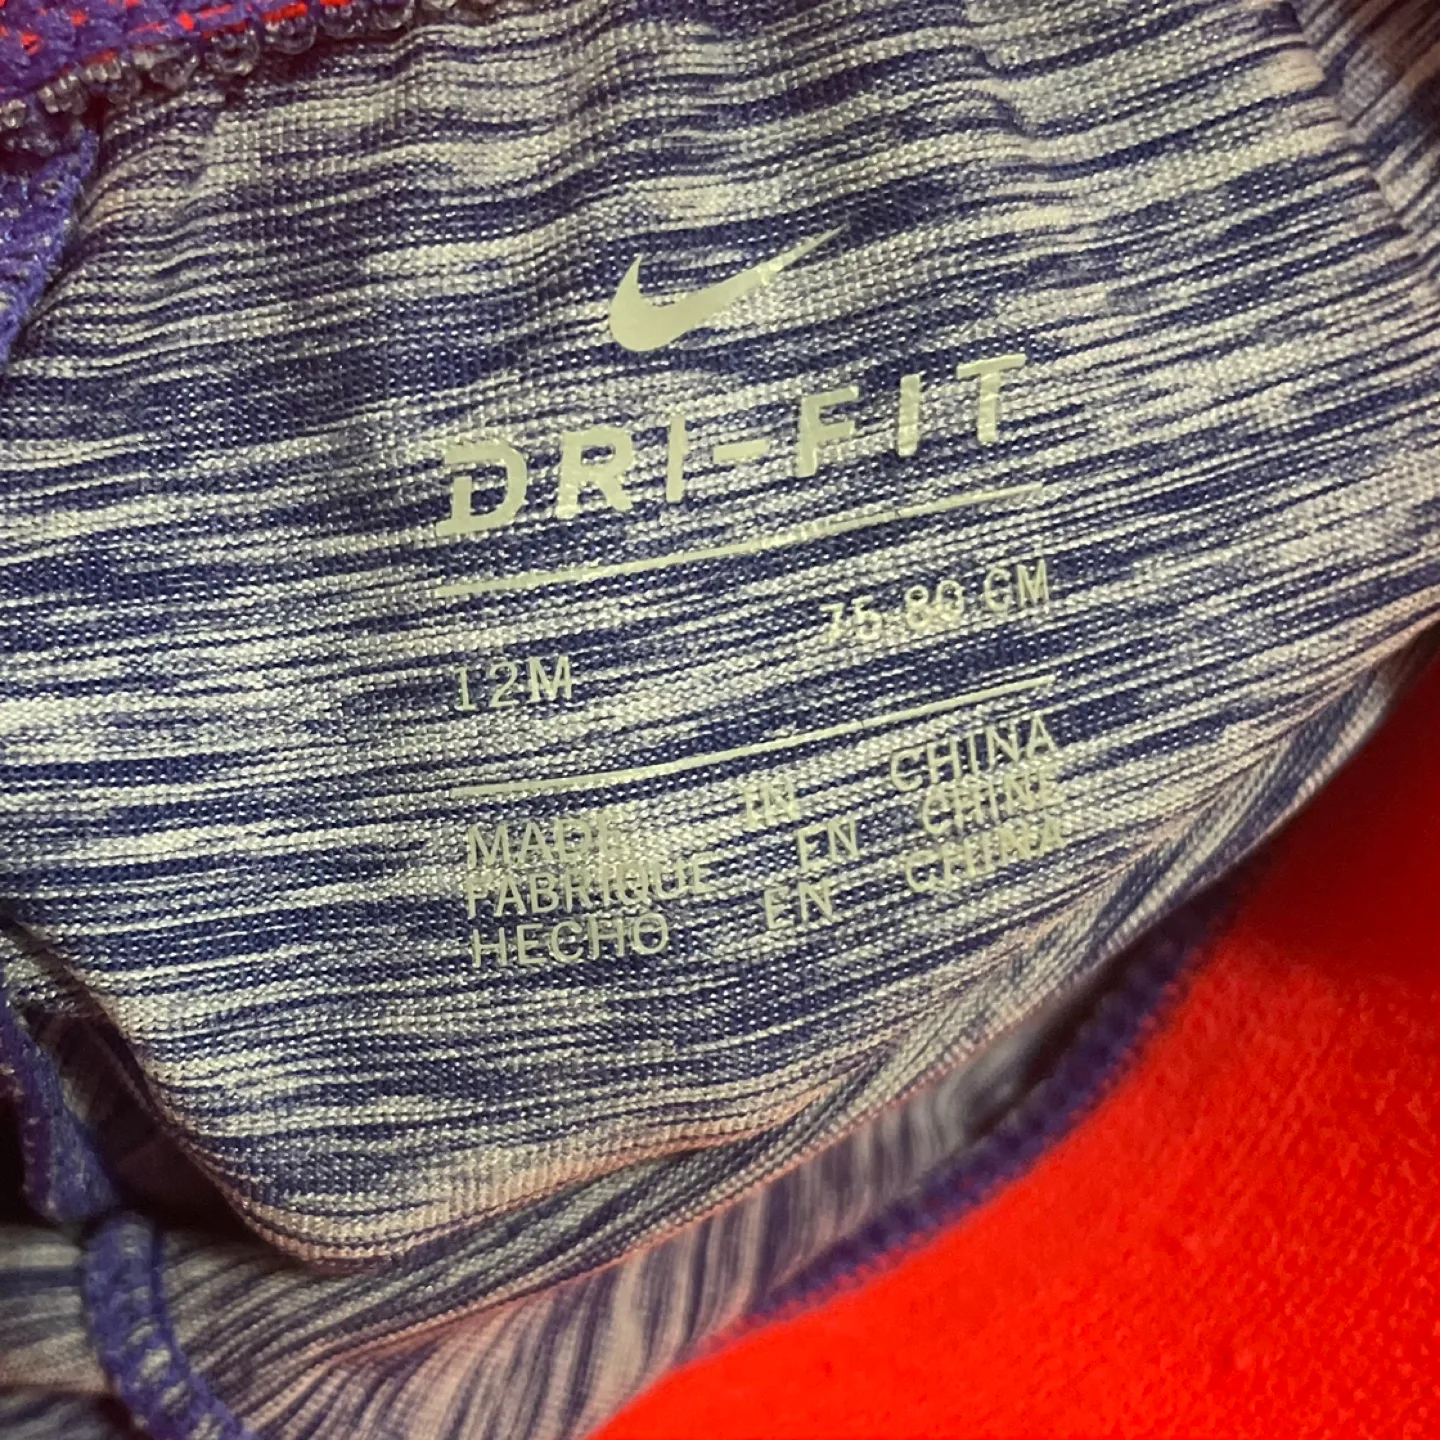 DRI-FIT
12M 75-80 CM
MADE IN CHINA
FABRIQUE EN CHINE
HECHO EN CHINA